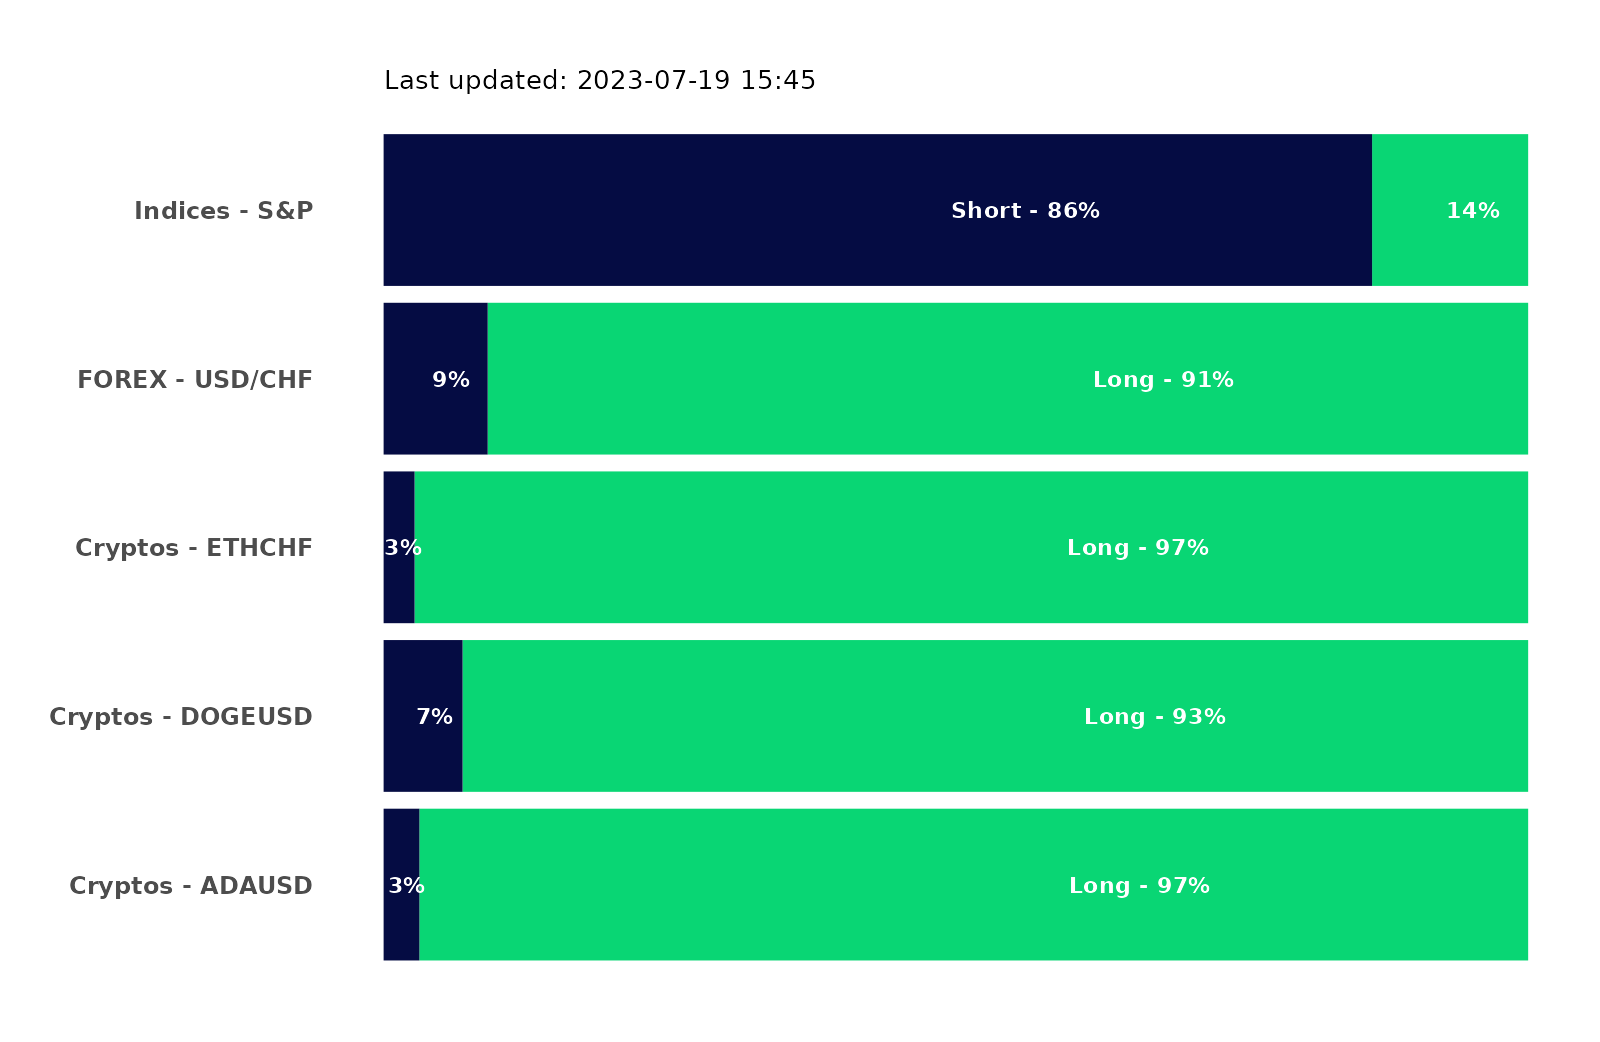 Last updated: 2023-07-19 15:45
Indices - S&P Short - 86% 14%
FOREX - USD/CHF 9% Long - 91%
Cryptos - ETHCHF 3% Long - 97%
Cryptos - DOGEUSD 7% Long - 93%
Cryptos - ADAUSD 3% Long - 97%